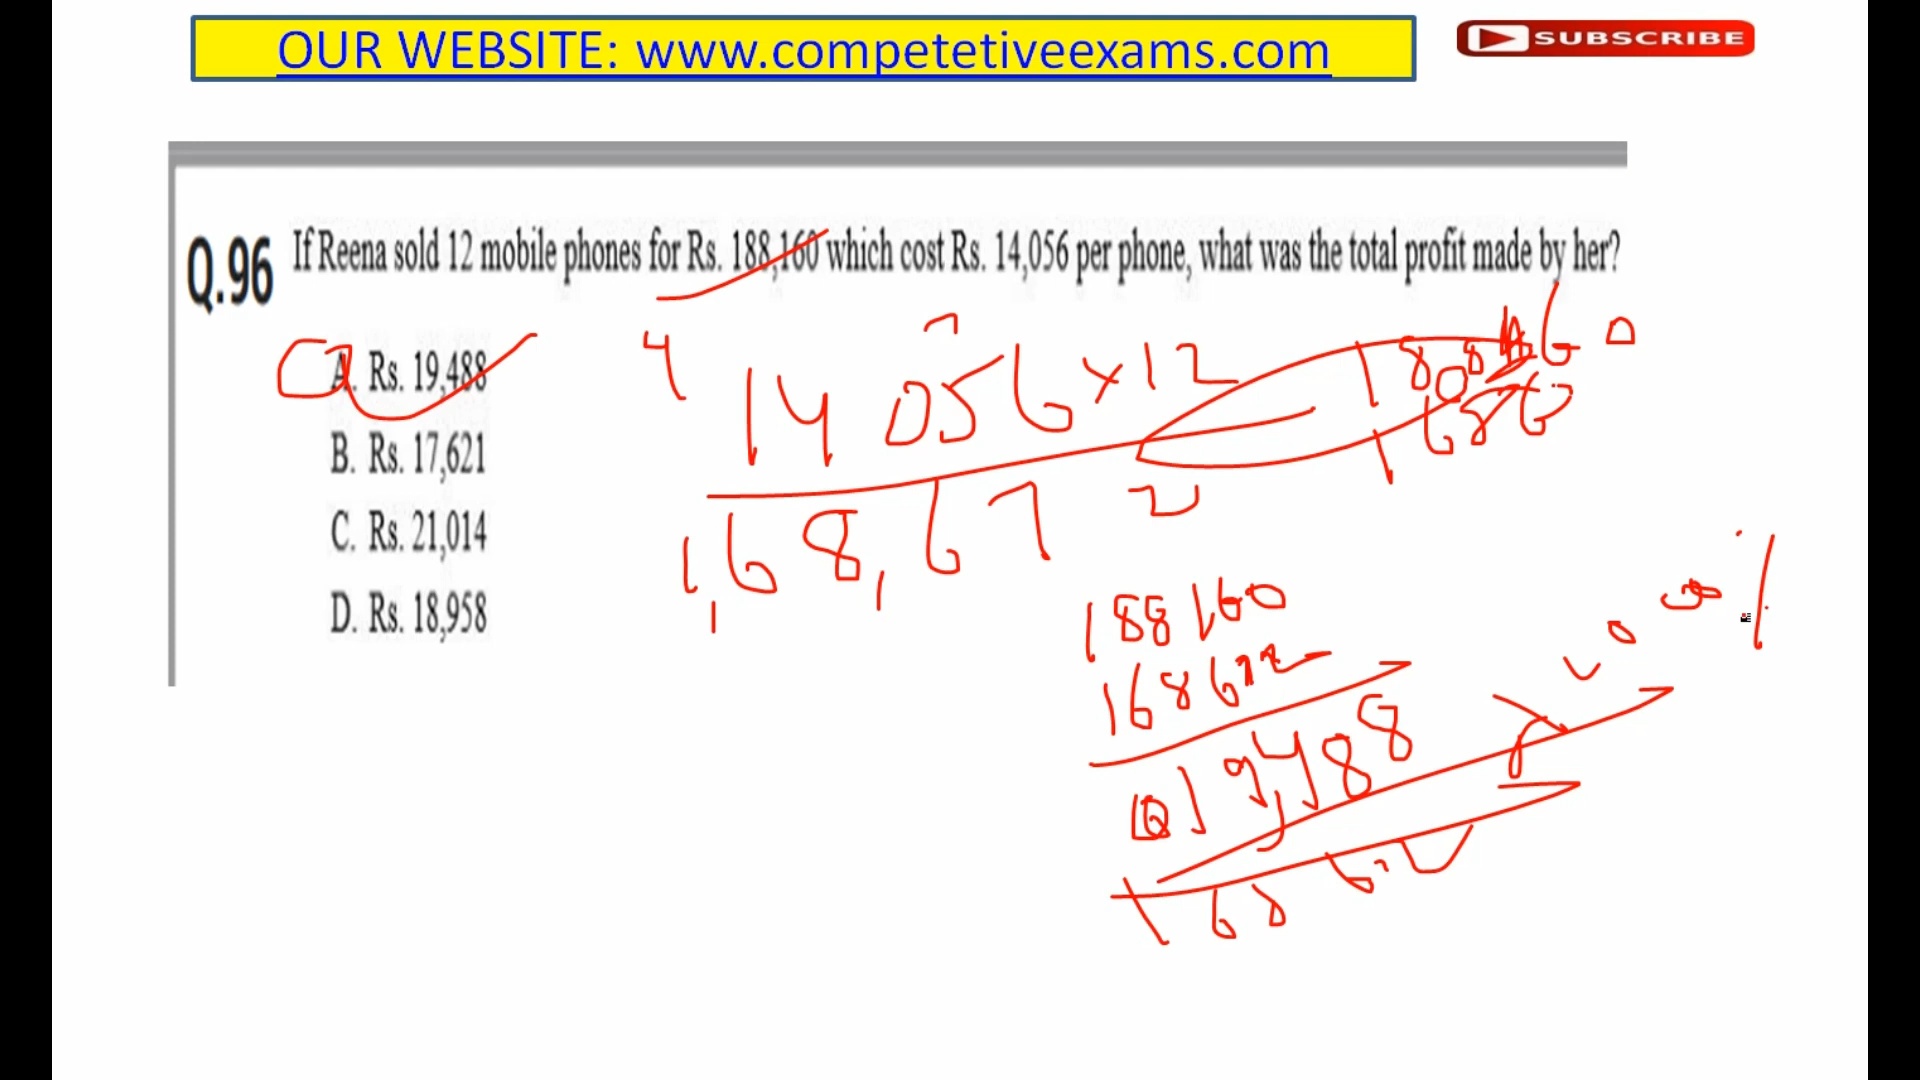 OUR WEBSITE: www.competetiveexams.com
SUBSCRIBE
Q.96 If Reena sold 12 mobile phones for Rs. 188,160 which cost Rs. 14,056 per phone, what was the total profit made by her?
A. Rs. 19,488
B. Rs. 17,621
C. Rs. 21,014
D. Rs. 18,958
14056 x 12
1,68,672
188160
168672
19,488